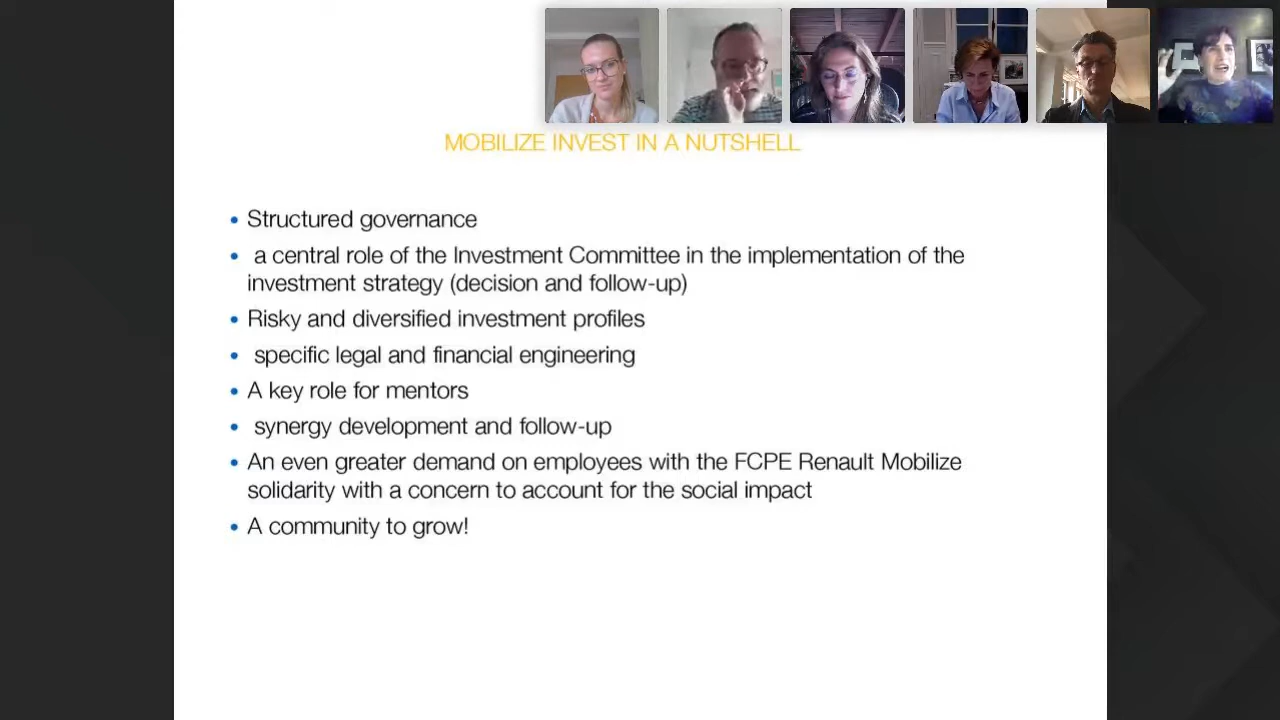 MOBILIZE INVEST IN A NUTSHELL
• Structured governance
• a central role of the Investment Committee in the implementation of the
investment strategy (decision and follow-up)
• Risky and diversified investment profiles
• specific legal and financial engineering
• A key role for mentors
• synergy development and follow-up
• An even greater demand on employees with the FCPE Renault Mobilize
solidarity with a concern to account for the social impact
• A community to grow!